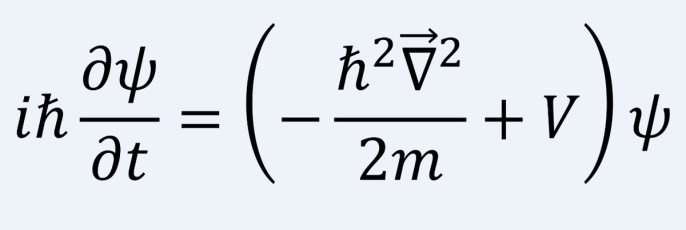 iℏ ∂ψ/∂t = (−ℏ²∇⃗²/2m + V) ψ